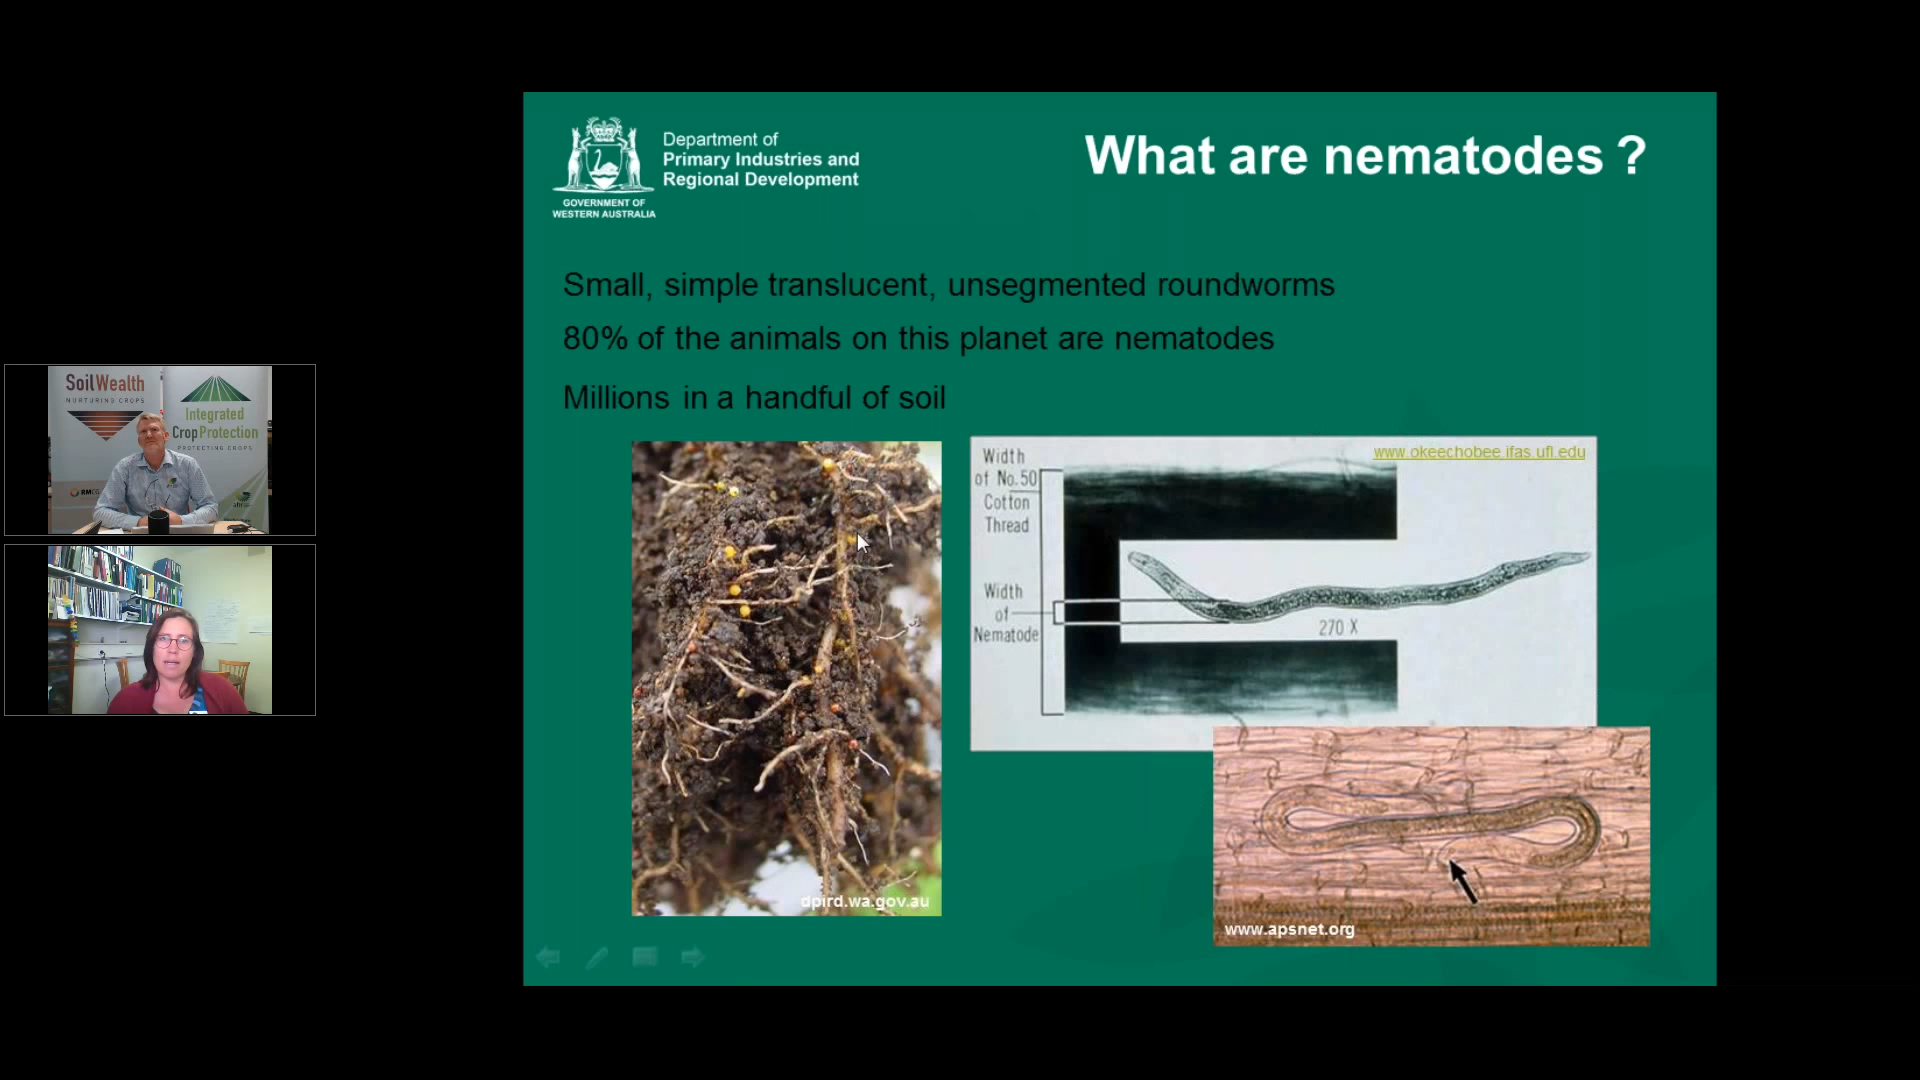 Department of
Primary Industries and
Regional Development
GOVERNMENT OF
WESTERN AUSTRALIA
What are nematodes ?
Small, simple translucent, unsegmented roundworms
80% of the animals on this planet are nematodes
Millions in a handful of soil
dpird.wa.gov.au
Width
of No.50
Cotton
Thread
Width
of
Nematode
270 X
www.okeechobee.ifas.ufl.edu
www.apsnet.org
SoilWealth
NURTURING CROPS
Integrated
CropProtection
PROTECTING CROPS